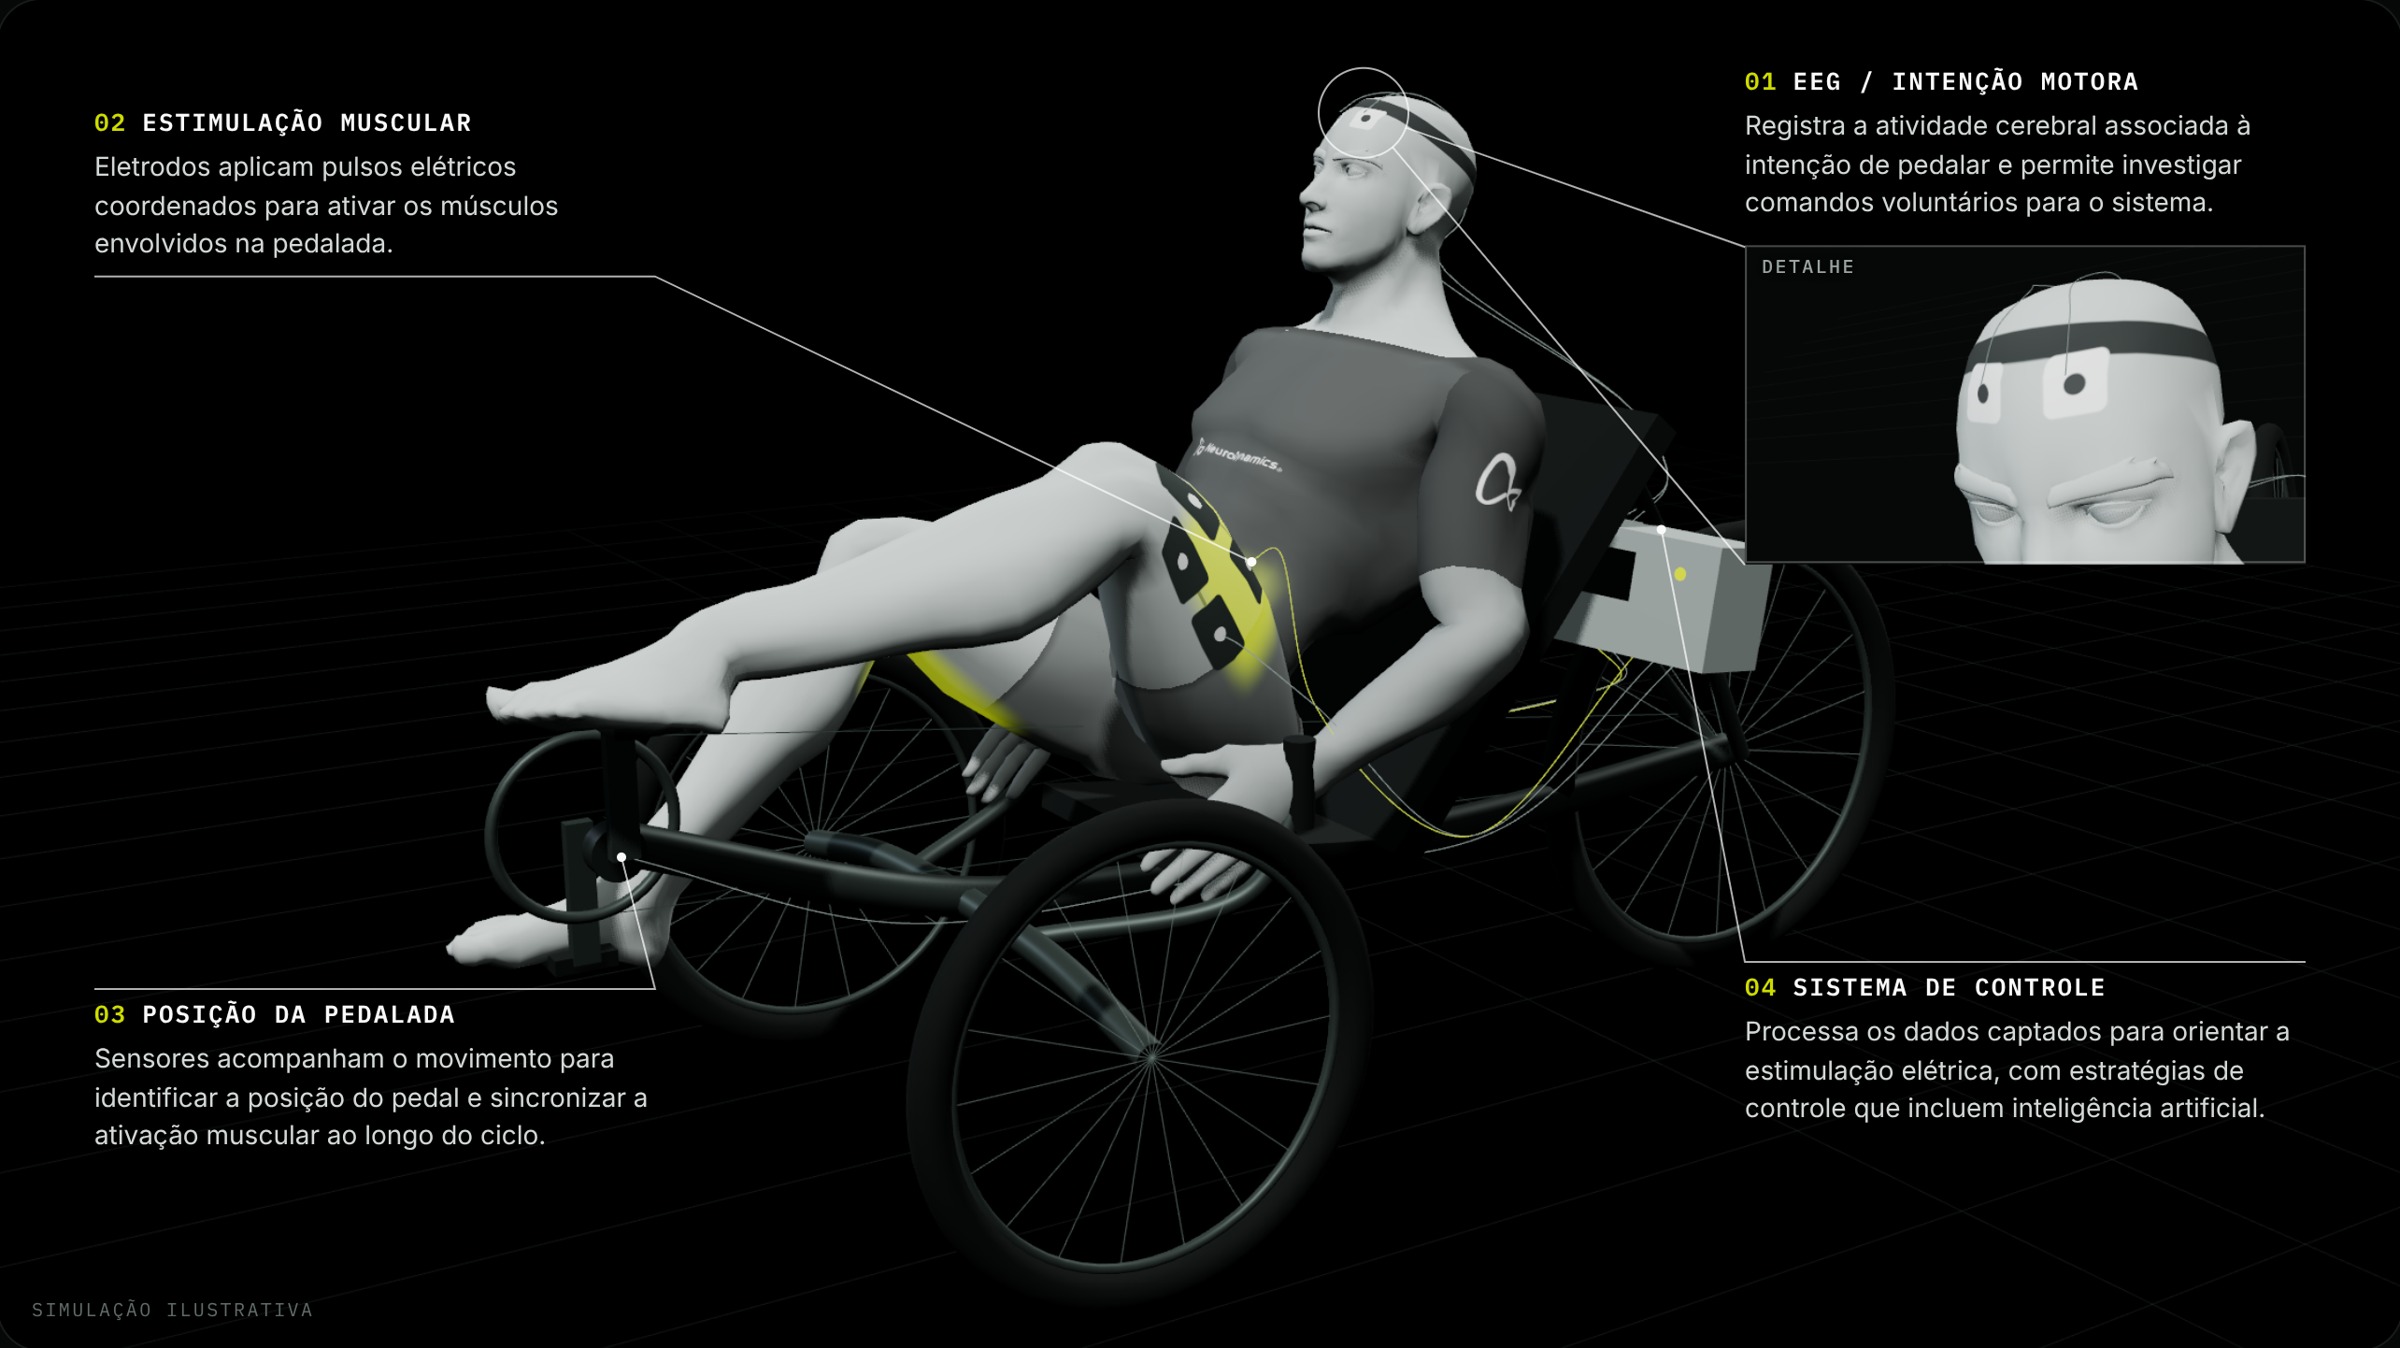 02 ESTIMULAÇÃO MUSCULAR
Eletrodos aplicam pulsos elétricos
coordenados para ativar os músculos
envolvidos na pedalada.
01 EEG / INTENÇÃO MOTORA
Registra a atividade cerebral associada à
intenção de pedalar e permite investigar
comandos voluntários para o sistema.
DETALHE
03 POSIÇÃO DA PEDALADA
Sensores acompanham o movimento para
identificar a posição do pedal e sincronizar a
ativação muscular ao longo do ciclo.
04 SISTEMA DE CONTROLE
Processa os dados captados para orientar a
estimulação elétrica, com estratégias de
controle que incluem inteligência artificial.
SIMULAÇÃO ILUSTRATIVA